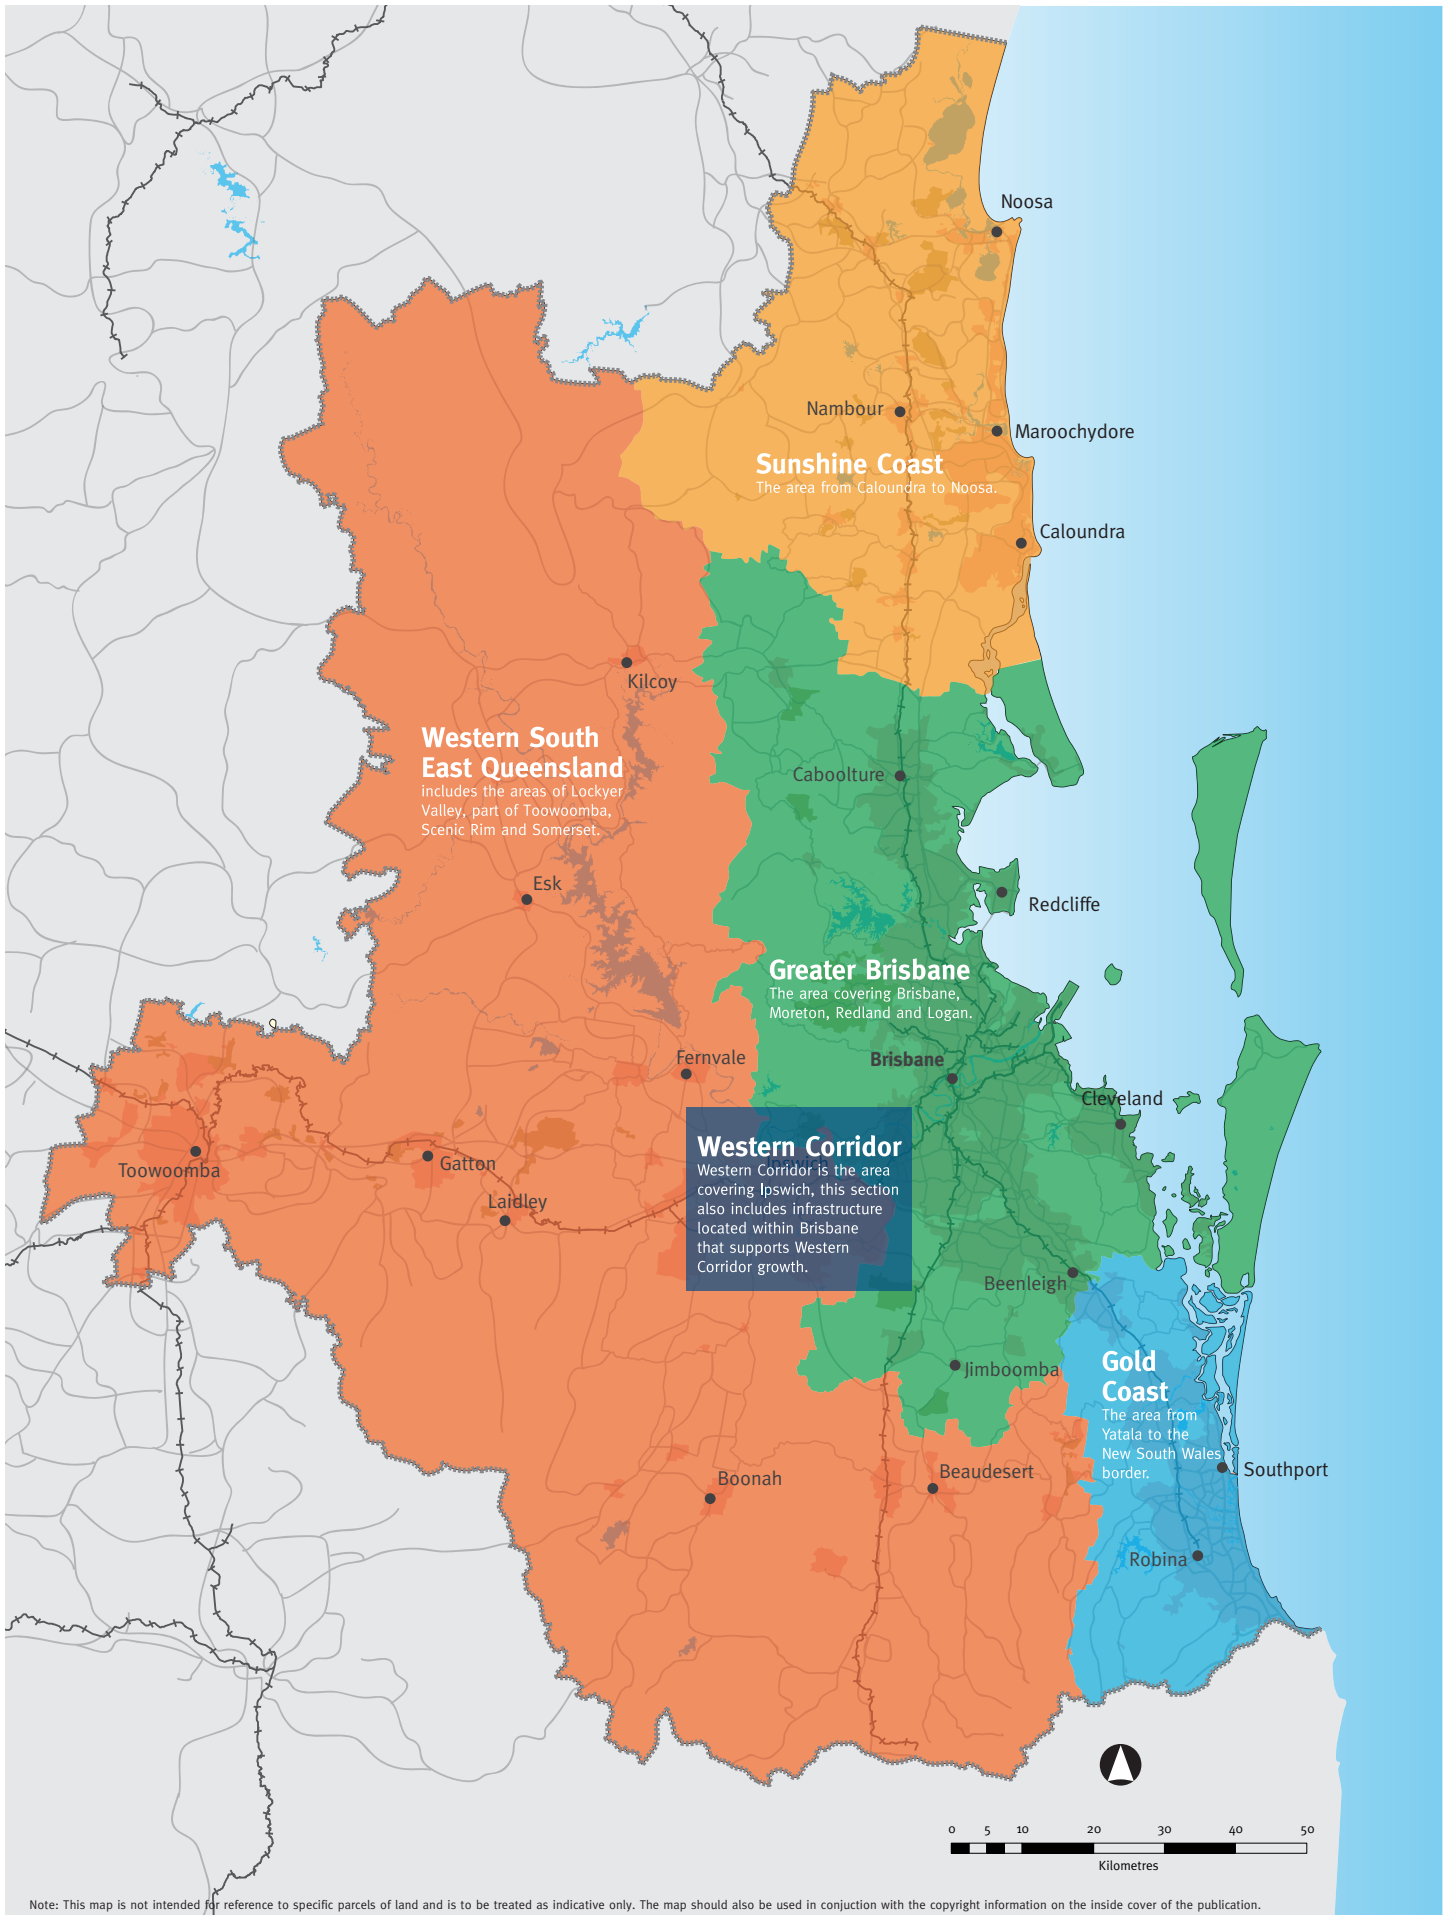 Noosa
Nambour
Maroochydore
Sunshine Coast
The area from Caloundra to Noosa.
Caloundra
Kilcoy
Western South
East Queensland
includes the areas of Lockyer
Valley, part of Toowoomba,
Scenic Rim and Somerset.
Caboolture
Esk
Redcliffe
Greater Brisbane
The area covering Brisbane,
Moreton, Redland and Logan.
Fernvale
Brisbane
Cleveland
Western Corridor
Ipswich
Western Corridor is the area
covering Ipswich, this section
also includes infrastructure
located within Brisbane
that supports Western
Corridor growth.
Toowoomba
Gatton
Laidley
Beenleigh
Jimboomba
Gold
Coast
The area from
Yatala to the
New South Wales
border.
Southport
Boonah
Beaudesert
Robina
0 5 10 20 30 40 50
Kilometres
Note: This map is not intended for reference to specific parcels of land and is to be treated as indicative only. The map should also be used in conjuction with the copyright information on the inside cover of the publication.